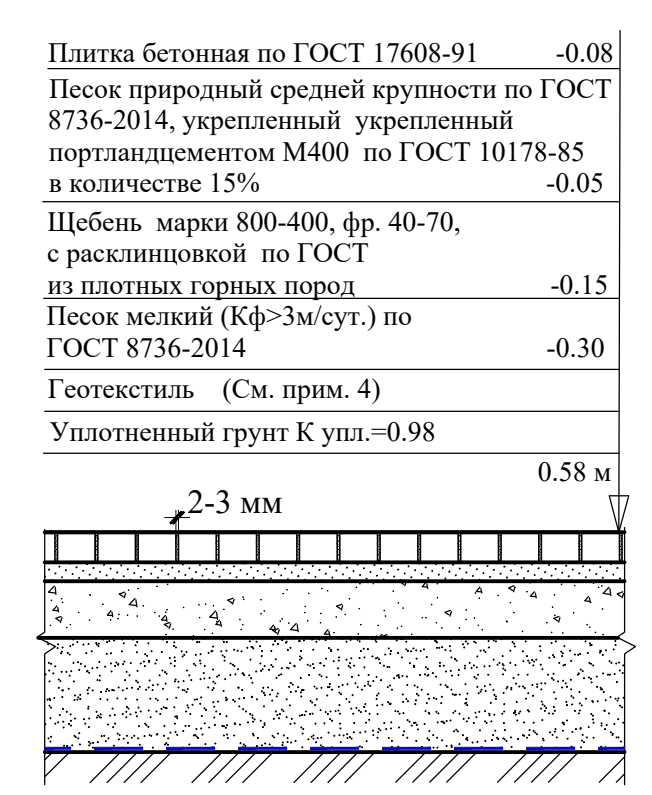 Плитка бетонная по ГОСТ 17608-91 -0.08
Песок природный средней крупности по ГОСТ
8736-2014, укрепленный укрепленный
портландцементом М400 по ГОСТ 10178-85
в количестве 15% -0.05
Щебень марки 800-400, фр. 40-70,
с расклинцовкой по ГОСТ
из плотных горных пород -0.15
Песок мелкий (Кф>3м/сут.) по
ГОСТ 8736-2014 -0.30
Геотекстиль (См. прим. 4)
Уплотненный грунт К упл.=0.98
0.58 м
2-3 мм